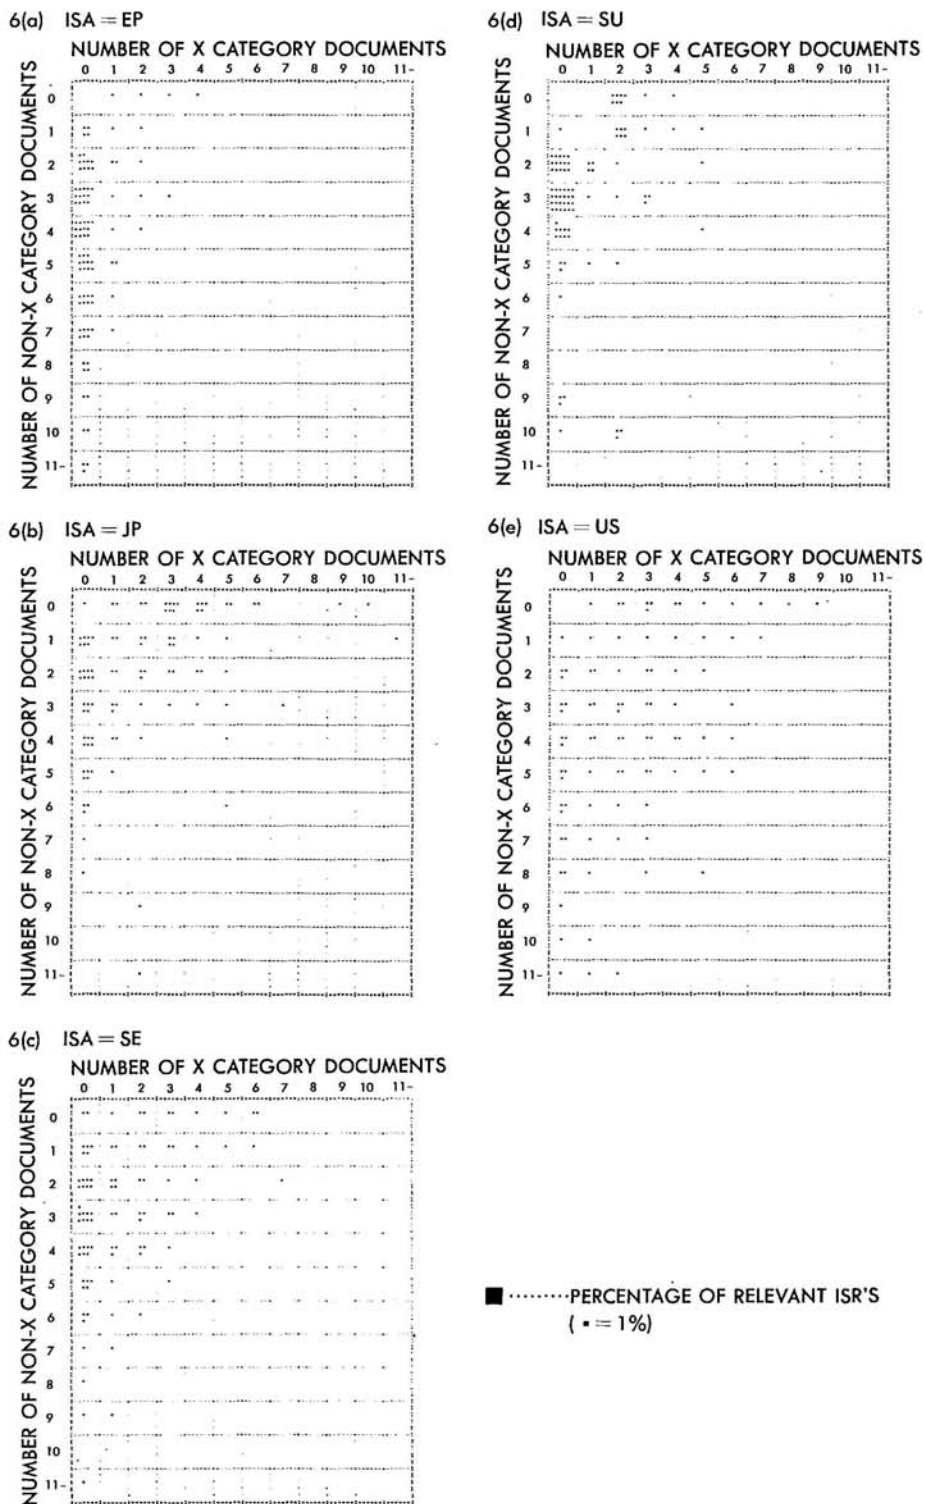 6(a) ISA = EP
NUMBER OF X CATEGORY DOCUMENTS
0 1 2 3 4 5 6 7 8 9 10 11-
NUMBER OF NON-X CATEGORY DOCUMENTS
0
1
2
3
4
5
6
7
8
9
10
11-
6(b) ISA = JP
NUMBER OF X CATEGORY DOCUMENTS
0 1 2 3 4 5 6 7 8 9 10 11-
NUMBER OF NON-X CATEGORY DOCUMENTS
0
1
2
3
4
5
6
7
8
9
10
11-
6(c) ISA = SE
NUMBER OF X CATEGORY DOCUMENTS
0 1 2 3 4 5 6 7 8 9 10 11-
NUMBER OF NON-X CATEGORY DOCUMENTS
0
1
2
3
4
5
6
7
8
9
10
11-
6(d) ISA = SU
NUMBER OF X CATEGORY DOCUMENTS
0 1 2 3 4 5 6 7 8 9 10 11-
NUMBER OF NON-X CATEGORY DOCUMENTS
0
1
2
3
4
5
6
7
8
9
10
11-
6(e) ISA = US
NUMBER OF X CATEGORY DOCUMENTS
0 1 2 3 4 5 6 7 8 9 10 11-
NUMBER OF NON-X CATEGORY DOCUMENTS
0
1
2
3
4
5
6
7
8
9
10
11-
■ ·········PERCENTAGE OF RELEVANT ISR'S
( ▪ = 1%)